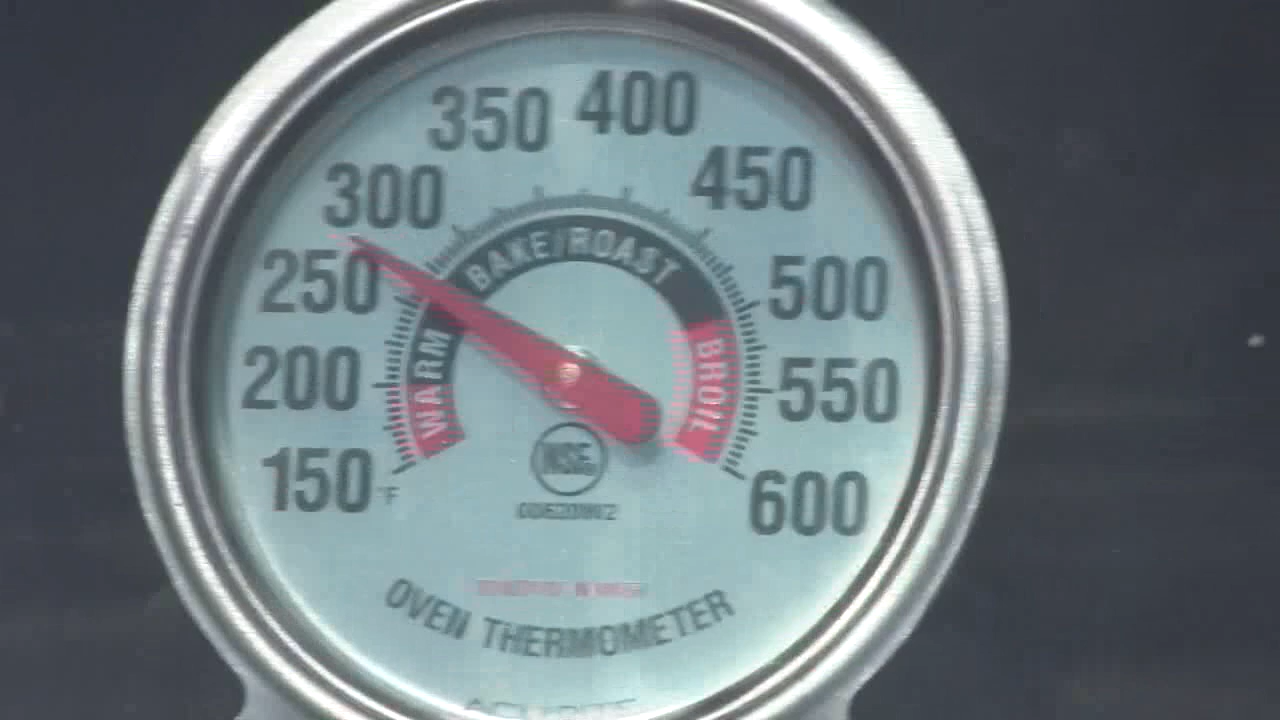 400
350
450
300
250
500
200
550
150
°F
600
BAKE/ROAST
WARM
BROIL
NSF
OVEN THERMOMETER